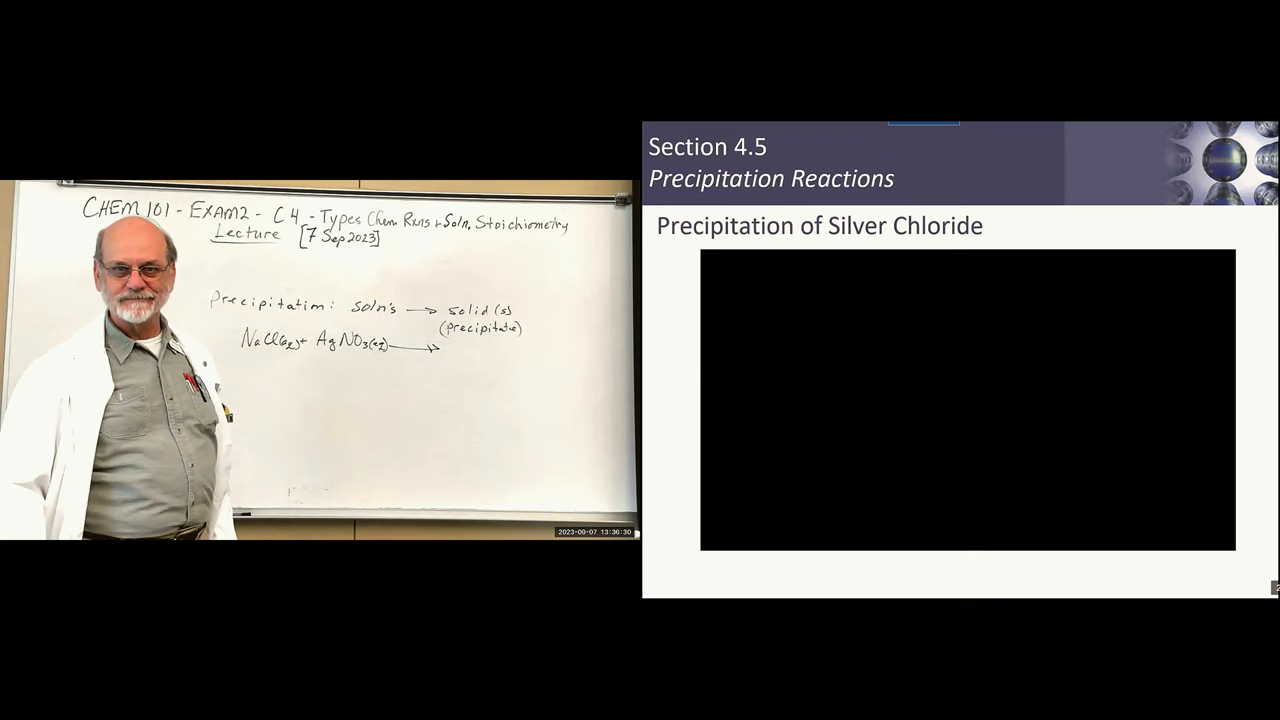 CHEM 101 - EXAM2 - C 4 - Types Chem Rxns + Soln. Stoichiometry
Lecture [7 Sep 2023]
Precipitation: soln's → solid(s)
(precipitate)
NaCl(aq) + AgNO3(aq) →
2023-09-07 13:36:30
Section 4.5
Precipitation Reactions
Precipitation of Silver Chloride